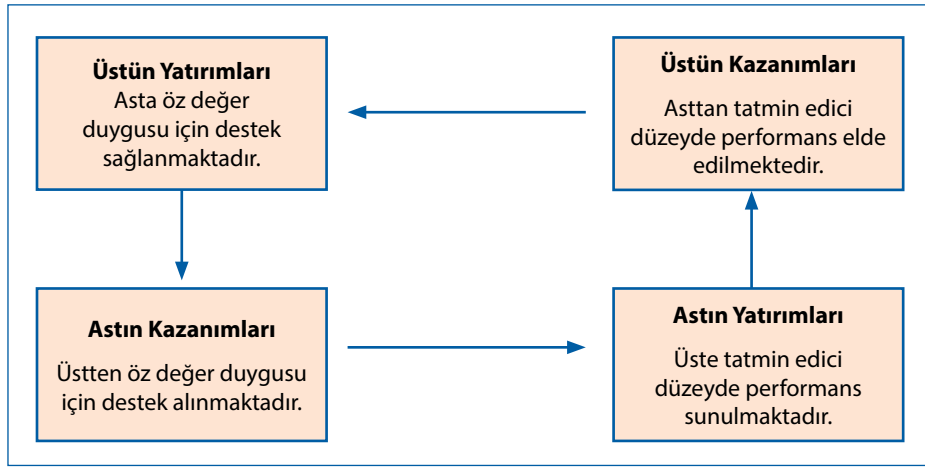 Üstün Yatırımları
Asta öz değer
duygusu için destek
sağlanmaktadır.
Üstün Kazanımları
Asttan tatmin edici
düzeyde performans elde
edilmektedir.
Astın Kazanımları
Üstten öz değer duygusu
için destek alınmaktadır.
Astın Yatırımları
Üste tatmin edici
düzeyde performans
sunulmaktadır.